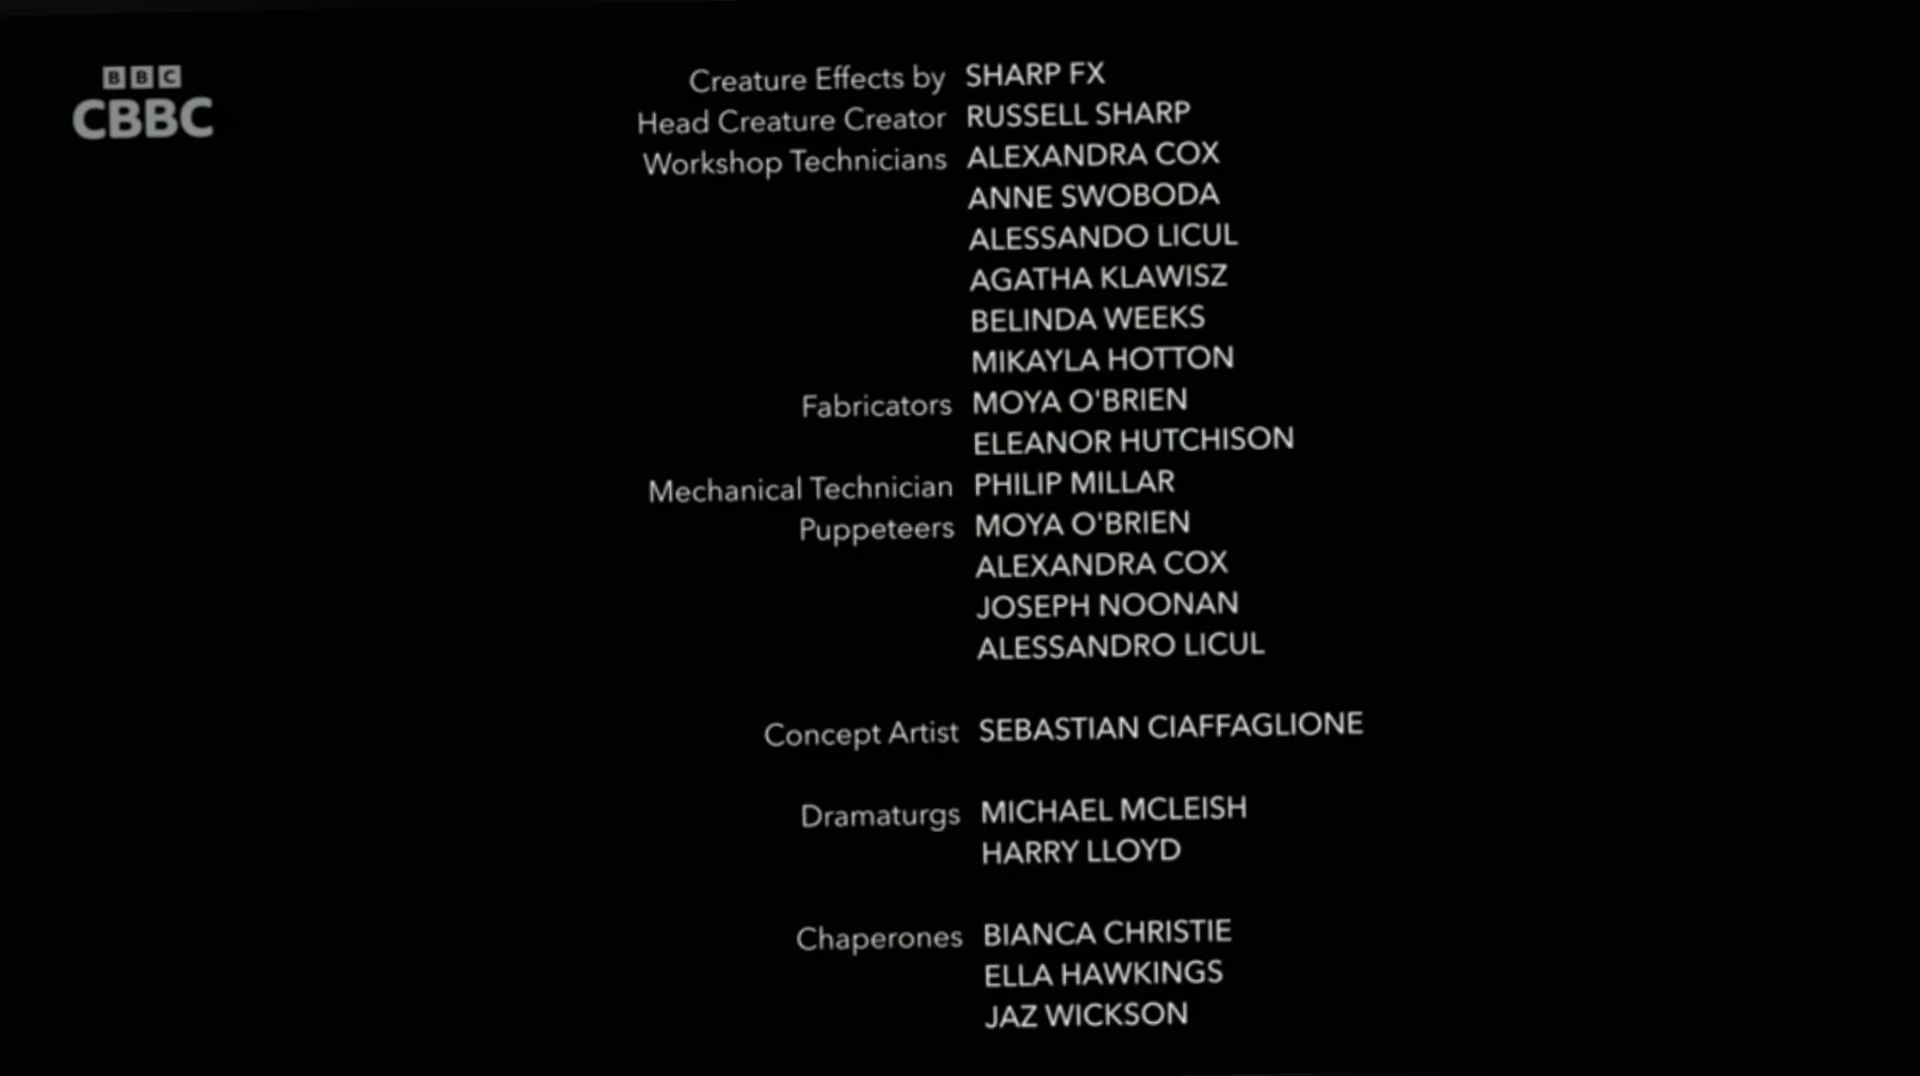 BBC
CBBC
Creature Effects by SHARP FX
Head Creature Creator RUSSELL SHARP
Workshop Technicians ALEXANDRA COX
ANNE SWOBODA
ALESSANDO LICUL
AGATHA KLAWISZ
BELINDA WEEKS
MIKAYLA HOTTON
Fabricators MOYA O'BRIEN
ELEANOR HUTCHISON
Mechanical Technician PHILIP MILLAR
Puppeteers MOYA O'BRIEN
ALEXANDRA COX
JOSEPH NOONAN
ALESSANDRO LICUL
Concept Artist SEBASTIAN CIAFFAGLIONE
Dramaturgs MICHAEL MCLEISH
HARRY LLOYD
Chaperones BIANCA CHRISTIE
ELLA HAWKINGS
JAZ WICKSON